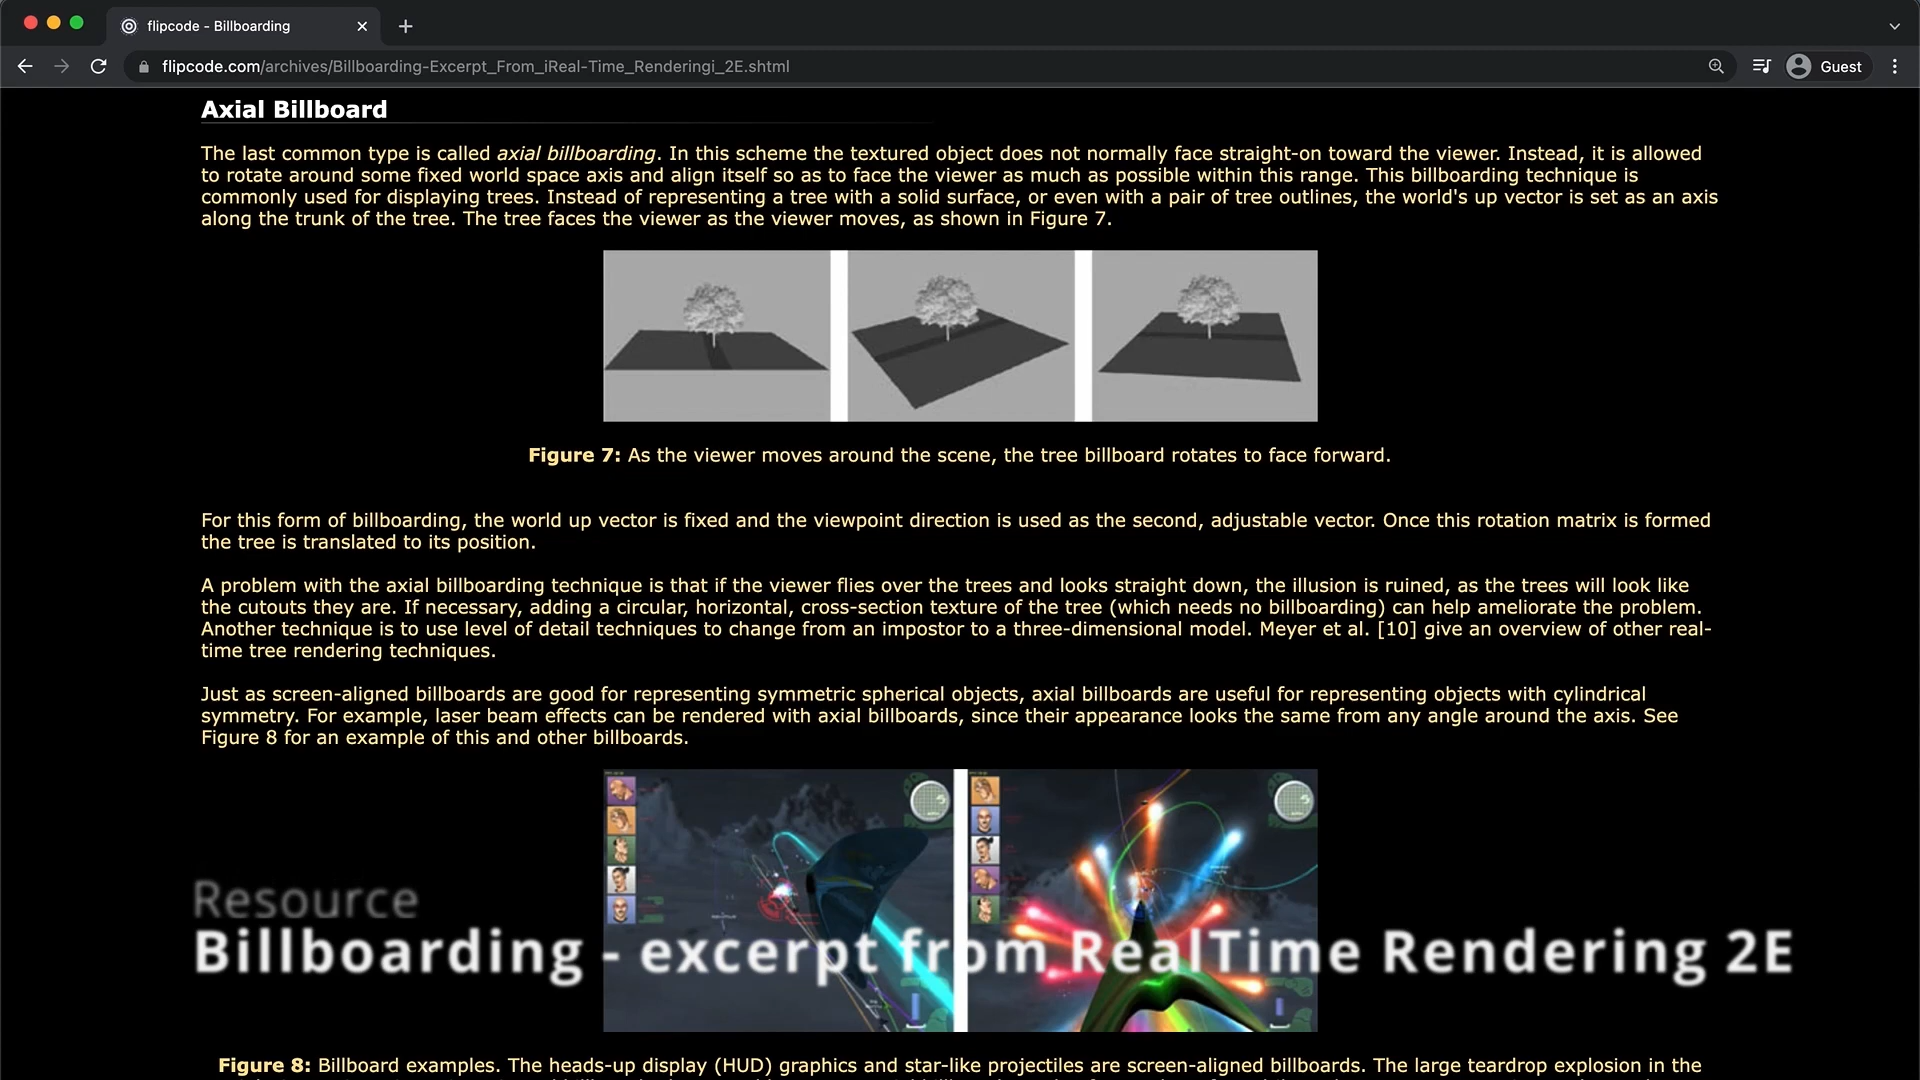 flipcode - Billboarding
flipcode.com/archives/Billboarding-Excerpt_From_iReal-Time_Renderingi_2E.shtml
Guest
Axial Billboard
The last common type is called axial billboarding. In this scheme the textured object does not normally face straight-on toward the viewer. Instead, it is allowed
to rotate around some fixed world space axis and align itself so as to face the viewer as much as possible within this range. This billboarding technique is
commonly used for displaying trees. Instead of representing a tree with a solid surface, or even with a pair of tree outlines, the world's up vector is set as an axis
along the trunk of the tree. The tree faces the viewer as the viewer moves, as shown in Figure 7.
Figure 7: As the viewer moves around the scene, the tree billboard rotates to face forward.
For this form of billboarding, the world up vector is fixed and the viewpoint direction is used as the second, adjustable vector. Once this rotation matrix is formed
the tree is translated to its position.
A problem with the axial billboarding technique is that if the viewer flies over the trees and looks straight down, the illusion is ruined, as the trees will look like
the cutouts they are. If necessary, adding a circular, horizontal, cross-section texture of the tree (which needs no billboarding) can help ameliorate the problem.
Another technique is to use level of detail techniques to change from an impostor to a three-dimensional model. Meyer et al. [10] give an overview of other real-
time tree rendering techniques.
Just as screen-aligned billboards are good for representing symmetric spherical objects, axial billboards are useful for representing objects with cylindrical
symmetry. For example, laser beam effects can be rendered with axial billboards, since their appearance looks the same from any angle around the axis. See
Figure 8 for an example of this and other billboards.
Resource
Billboarding - excerpt from RealTime Rendering 2E
Figure 8: Billboard examples. The heads-up display (HUD) graphics and star-like projectiles are screen-aligned billboards. The large teardrop explosion in the